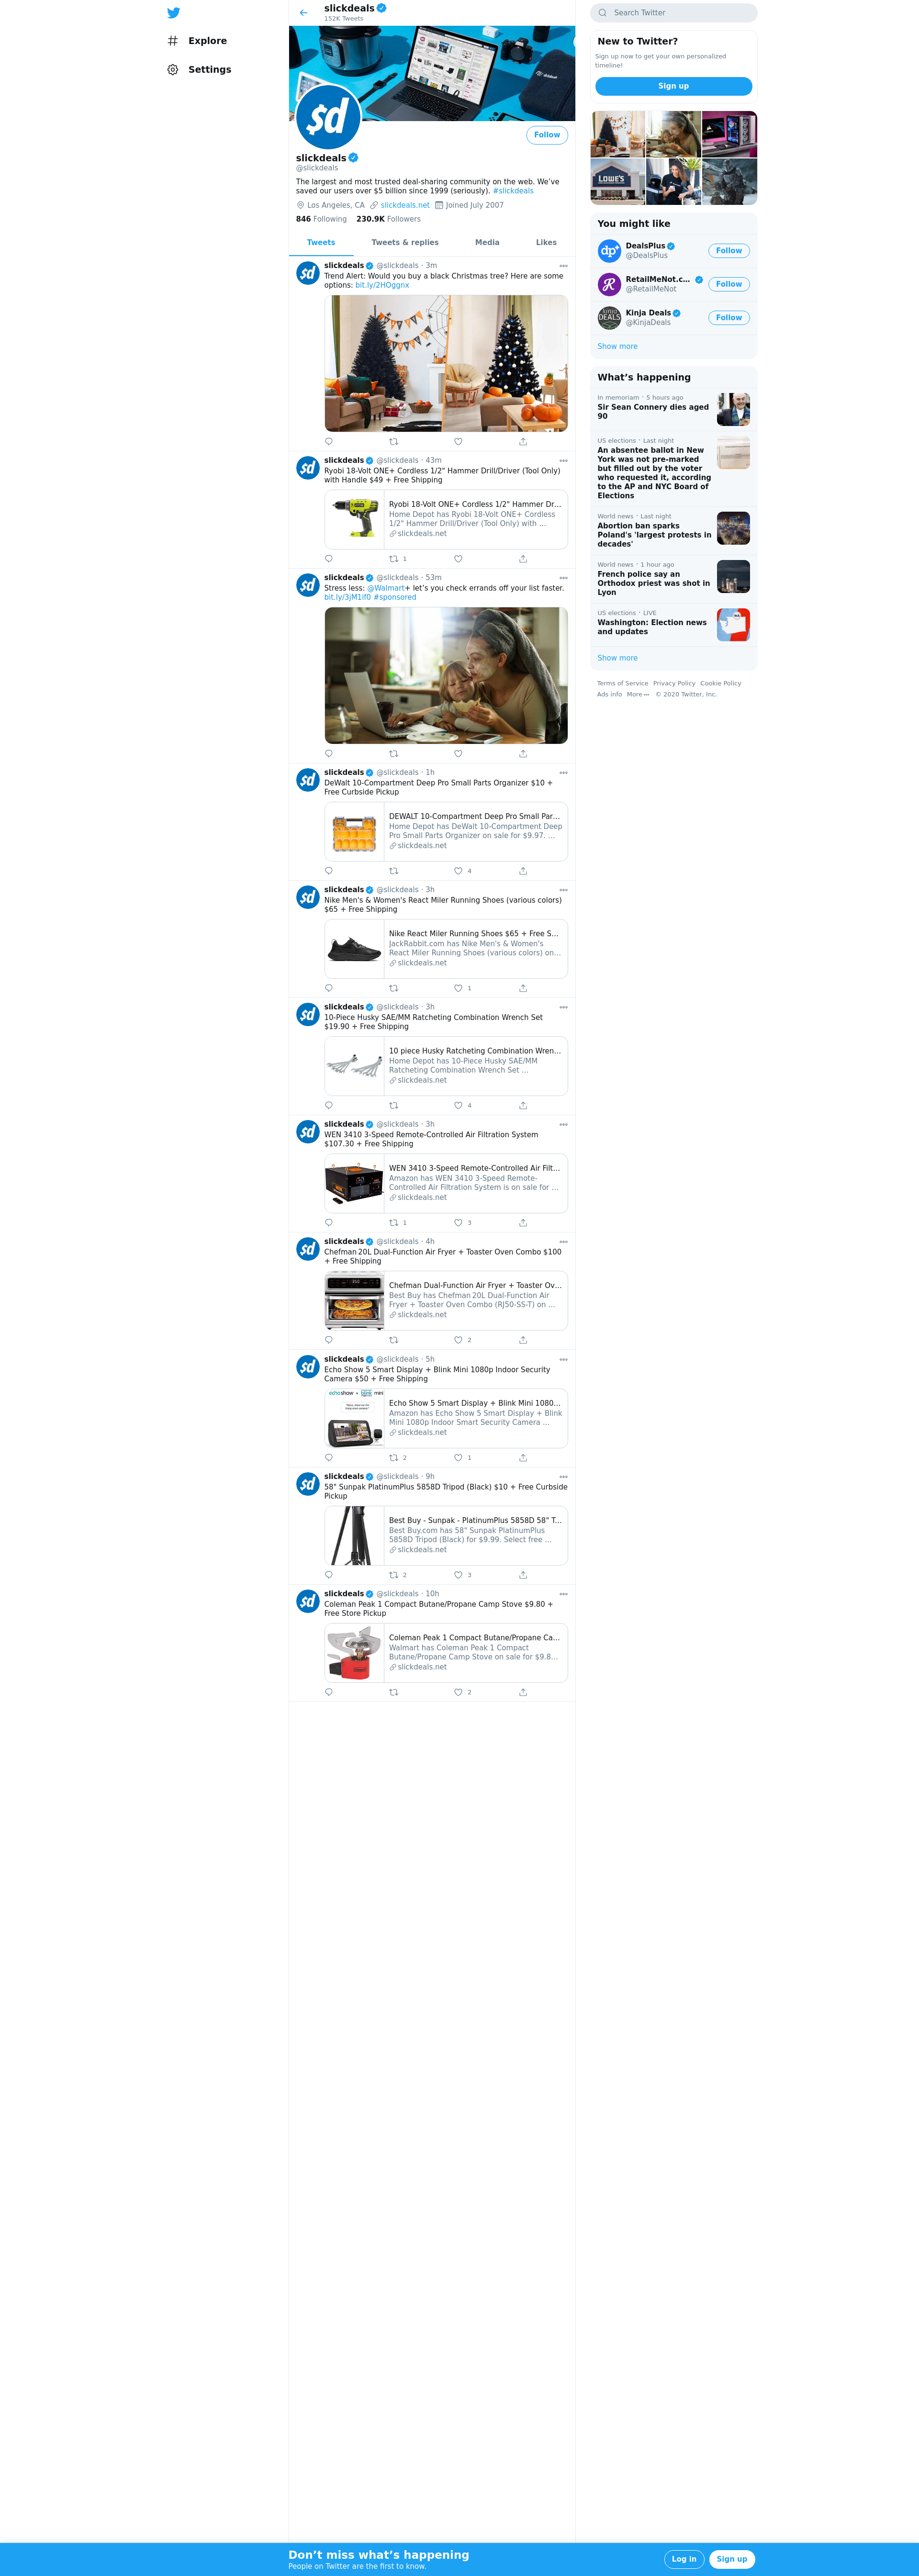 Explore
Settings
slickdeals
152K Tweets
Follow
slickdeals
@slickdeals
The largest and most trusted deal-sharing community on the web. We've
saved our users over $5 billion since 1999 (seriously). #slickdeals
Los Angeles, CA slickdeals.net Joined July 2007
846 Following 230.9K Followers
Tweets Tweets & replies Media Likes
slickdeals @slickdeals · 3m
Trend Alert: Would you buy a black Christmas tree? Here are some
options: bit.ly/2HOggnx
slickdeals @slickdeals · 43m
Ryobi 18-Volt ONE+ Cordless 1/2" Hammer Drill/Driver (Tool Only)
with Handle $49 + Free Shipping
Ryobi 18-Volt ONE+ Cordless 1/2" Hammer Dr...
Home Depot has Ryobi 18-Volt ONE+ Cordless
1/2" Hammer Drill/Driver (Tool Only) with ...
slickdeals.net
1
slickdeals @slickdeals · 53m
Stress less: @Walmart+ let's you check errands off your list faster.
bit.ly/3jM1if0 #sponsored
slickdeals @slickdeals · 1h
DeWalt 10-Compartment Deep Pro Small Parts Organizer $10 +
Free Curbside Pickup
DEWALT 10-Compartment Deep Pro Small Par...
Home Depot has DeWalt 10-Compartment Deep
Pro Small Parts Organizer on sale for $9.97. ...
slickdeals.net
4
slickdeals @slickdeals · 3h
Nike Men's & Women's React Miler Running Shoes (various colors)
$65 + Free Shipping
Nike React Miler Running Shoes $65 + Free S...
JackRabbit.com has Nike Men's & Women's
React Miler Running Shoes (various colors) on...
slickdeals.net
1
slickdeals @slickdeals · 3h
10-Piece Husky SAE/MM Ratcheting Combination Wrench Set
$19.90 + Free Shipping
10 piece Husky Ratcheting Combination Wren...
Home Depot has 10-Piece Husky SAE/MM
Ratcheting Combination Wrench Set ...
slickdeals.net
4
slickdeals @slickdeals · 3h
WEN 3410 3-Speed Remote-Controlled Air Filtration System
$107.30 + Free Shipping
WEN 3410 3-Speed Remote-Controlled Air Filt...
Amazon has WEN 3410 3-Speed Remote-
Controlled Air Filtration System is on sale for ...
slickdeals.net
1 3
slickdeals @slickdeals · 4h
Chefman 20L Dual-Function Air Fryer + Toaster Oven Combo $100
+ Free Shipping
Chefman Dual-Function Air Fryer + Toaster Ov...
Best Buy has Chefman 20L Dual-Function Air
Fryer + Toaster Oven Combo (RJ50-SS-T) on ...
slickdeals.net
2
slickdeals @slickdeals · 5h
Echo Show 5 Smart Display + Blink Mini 1080p Indoor Security
Camera $50 + Free Shipping
echo show + mini
Echo Show 5 Smart Display + Blink Mini 1080...
Amazon has Echo Show 5 Smart Display + Blink
Mini 1080p Indoor Smart Security Camera ...
slickdeals.net
2 1
slickdeals @slickdeals · 9h
58" Sunpak PlatinumPlus 5858D Tripod (Black) $10 + Free Curbside
Pickup
Best Buy - Sunpak - PlatinumPlus 5858D 58" T...
Best Buy.com has 58" Sunpak PlatinumPlus
5858D Tripod (Black) for $9.99. Select free ...
slickdeals.net
2 3
slickdeals @slickdeals · 10h
Coleman Peak 1 Compact Butane/Propane Camp Stove $9.80 +
Free Store Pickup
Coleman Peak 1 Compact Butane/Propane Ca...
Walmart has Coleman Peak 1 Compact
Butane/Propane Camp Stove on sale for $9.8...
slickdeals.net
2
Search Twitter
New to Twitter?
Sign up now to get your own personalized
timeline!
Sign up
LOWE'S
You might like
DealsPlus
@DealsPlus
Follow
RetailMeNot.c...
@RetailMeNot
Follow
KINJA
DEALS
Kinja Deals
@KinjaDeals
Follow
Show more
What's happening
In memoriam · 5 hours ago
Sir Sean Connery dies aged
90
US elections · Last night
An absentee ballot in New
York was not pre-marked
but filled out by the voter
who requested it, according
to the AP and NYC Board of
Elections
World news · Last night
Abortion ban sparks
Poland's 'largest protests in
decades'
World news · 1 hour ago
French police say an
Orthodox priest was shot in
Lyon
US elections · LIVE
Washington: Election news
and updates
Show more
Terms of Service Privacy Policy Cookie Policy
Ads info More © 2020 Twitter, Inc.
Don't miss what's happening
People on Twitter are the first to know.
Log in Sign up